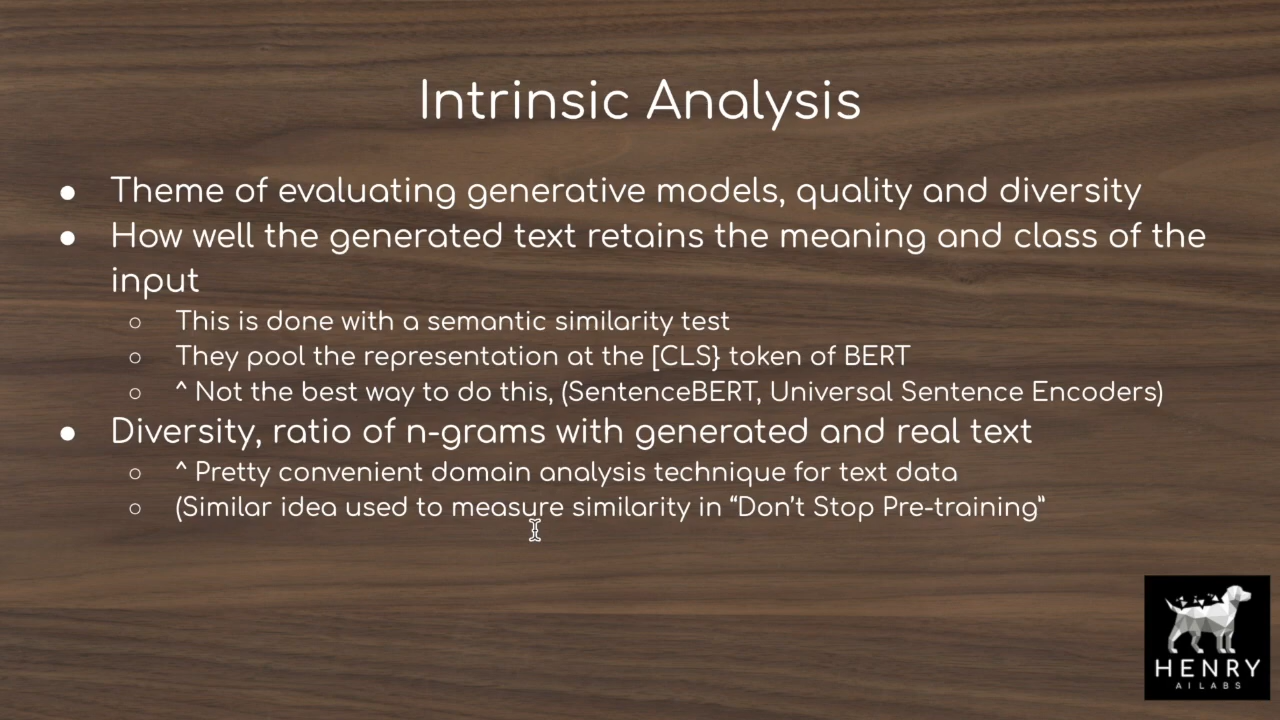 Intrinsic Analysis
● Theme of evaluating generative models, quality and diversity
● How well the generated text retains the meaning and class of the
input
○ This is done with a semantic similarity test
○ They pool the representation at the [CLS} token of BERT
○ ^ Not the best way to do this, (SentenceBERT, Universal Sentence Encoders)
● Diversity, ratio of n-grams with generated and real text
○ ^ Pretty convenient domain analysis technique for text data
○ (Similar idea used to measure similarity in “Don’t Stop Pre-training”
HENRY
AI LABS